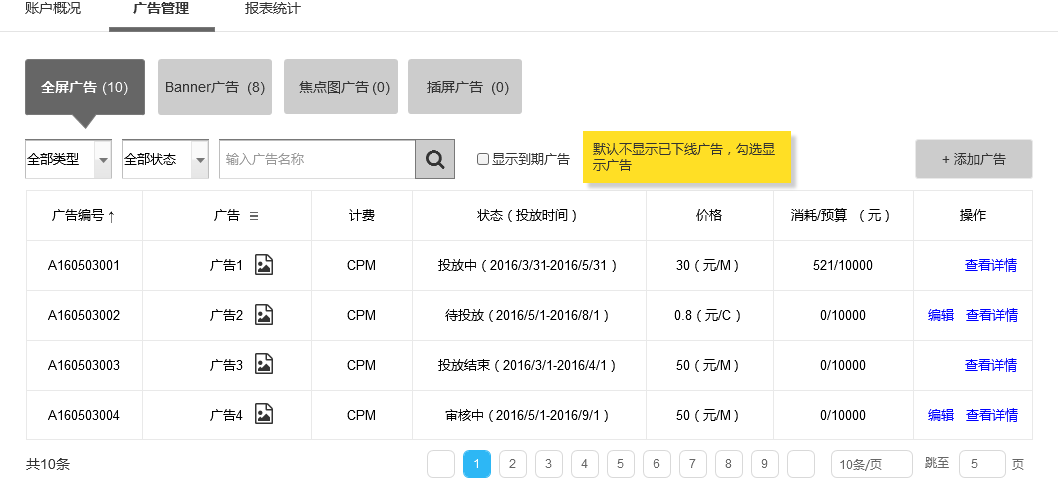 账户概况 广告管理 报表统计
全屏广告 (10) Banner广告 (8) 焦点图广告(0) 插屏广告 (0)
全部类型 全部状态 输入广告名称 显示到期广告 默认不显示已下线广告，勾选显
示广告
+ 添加广告
广告编号↑ 广告 计费 状态（投放时间） 价格 消耗/预算 （元） 操作
A160503001 广告1 CPM 投放中（2016/3/31-2016/5/31） 30（元/M） 521/10000 查看详情
A160503002 广告2 CPM 待投放（2016/5/1-2016/8/1） 0.8（元/C） 0/10000 编辑 查看详情
A160503003 广告3 CPM 投放结束（2016/3/1-2016/4/1） 50（元/M） 0/10000 查看详情
A160503004 广告4 CPM 审核中（2016/5/1-2016/9/1） 50（元/M） 0/10000 编辑 查看详情
共10条 1 2 3 4 5 6 7 8 9 10条/页 跳至 5 页